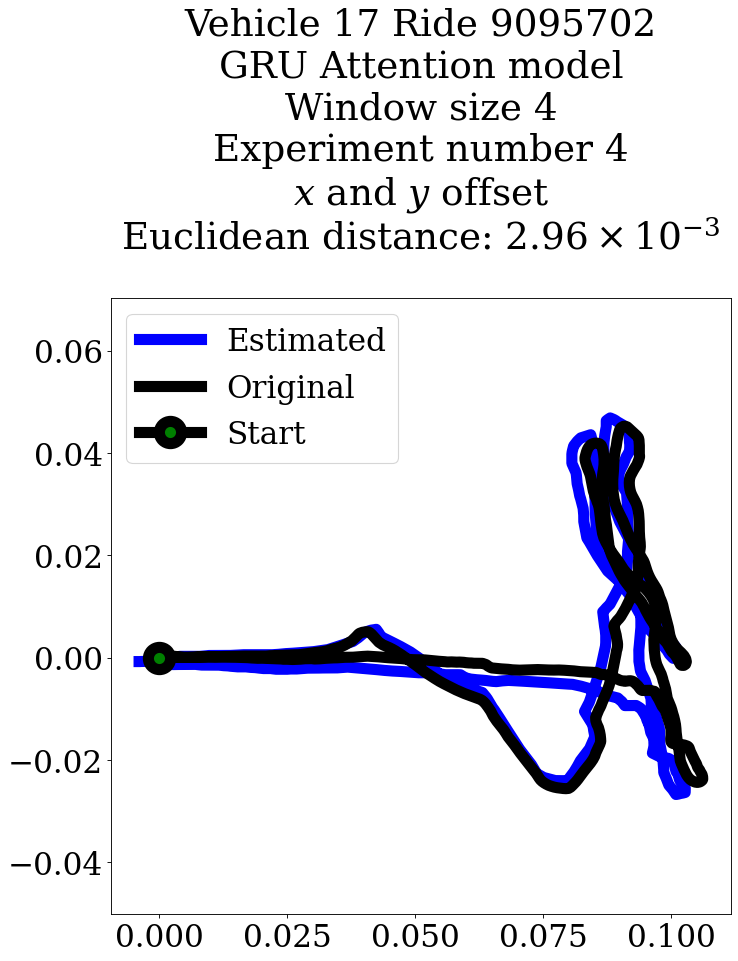 Vehicle 17 Ride 9095702
GRU Attention model
Window size 4
Experiment number 4
x and y offset
Euclidean distance: 2.96 × 10⁻³
Estimated
Original
Start
0.06
0.04
0.02
0.00
−0.02
−0.04
0.000 0.025 0.050 0.075 0.100